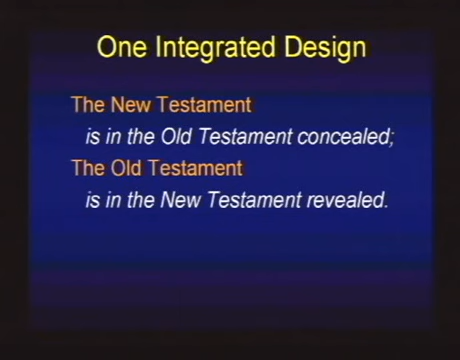 One Integrated Design
The New Testament
is in the Old Testament concealed;
The Old Testament
is in the New Testament revealed.